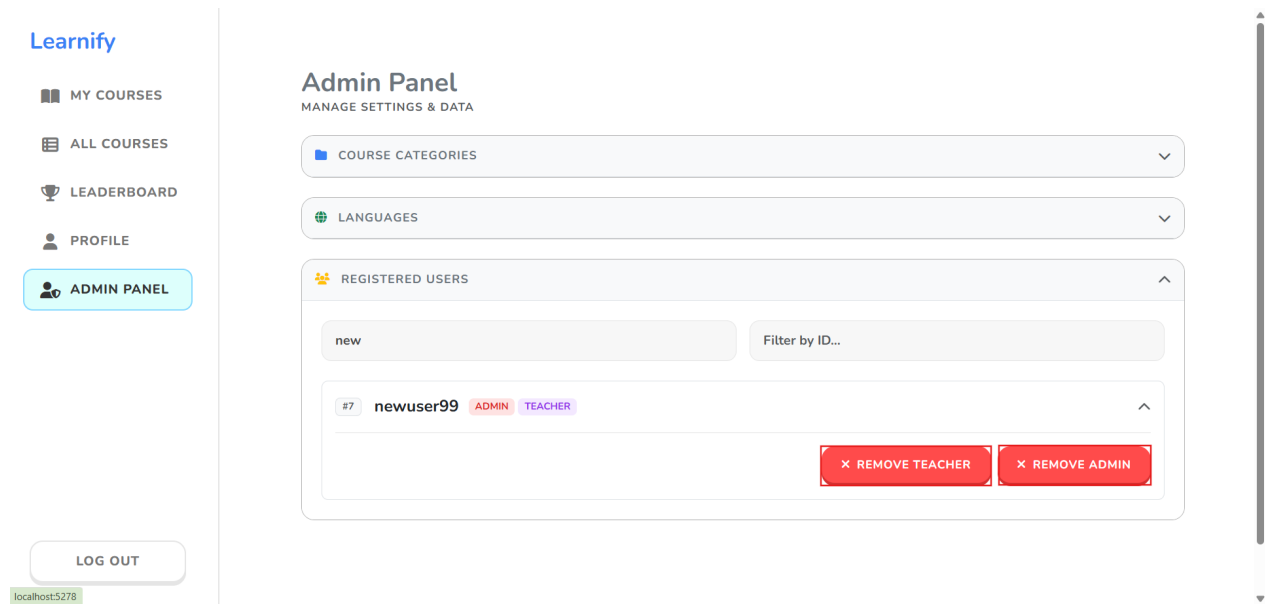 Learnify
MY COURSES
ALL COURSES
LEADERBOARD
PROFILE
ADMIN PANEL
LOG OUT
localhost:5278
Admin Panel
MANAGE SETTINGS & DATA
COURSE CATEGORIES
LANGUAGES
REGISTERED USERS
new
Filter by ID...
#7 newuser99 ADMIN TEACHER
× REMOVE TEACHER × REMOVE ADMIN